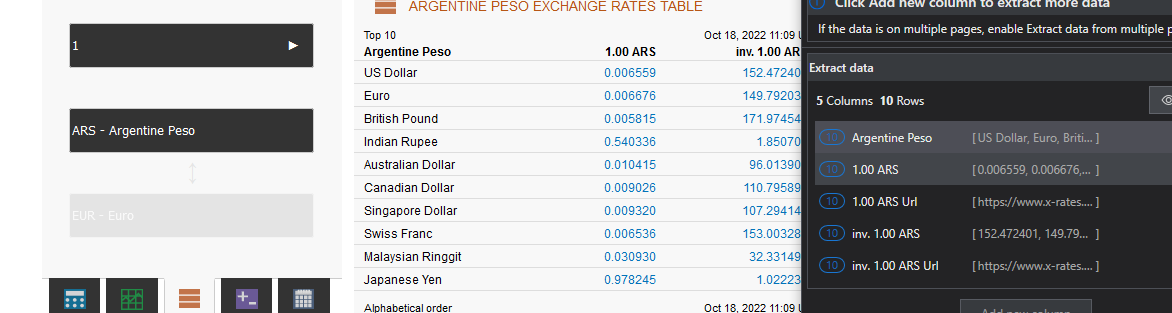 1
ARS - Argentine Peso
EUR - Euro
ARGENTINE PESO EXCHANGE RATES TABLE
Top 10 Oct 18, 2022 11:09
Argentine Peso 1.00 ARS inv. 1.00 AR
US Dollar 0.006559 152.47240
Euro 0.006676 149.79203
British Pound 0.005815 171.97454
Indian Rupee 0.540336 1.85070
Australian Dollar 0.010415 96.01390
Canadian Dollar 0.009026 110.79589
Singapore Dollar 0.009320 107.29414
Swiss Franc 0.006536 153.00328
Malaysian Ringgit 0.030930 32.33149
Japanese Yen 0.978245 1.02223
Alphabetical order Oct 18, 2022 11:09
Click Add new column to extract more data
If the data is on multiple pages, enable Extract data from multiple
Extract data
5 Columns 10 Rows
10 Argentine Peso [ US Dollar, Euro, Briti... ]
10 1.00 ARS [ 0.006559, 0.006676,... ]
10 1.00 ARS Url [ https://www.x-rates.... ]
10 inv. 1.00 ARS [ 152.472401, 149.79... ]
10 inv. 1.00 ARS Url [ https://www.x-rates.... ]
Add new column